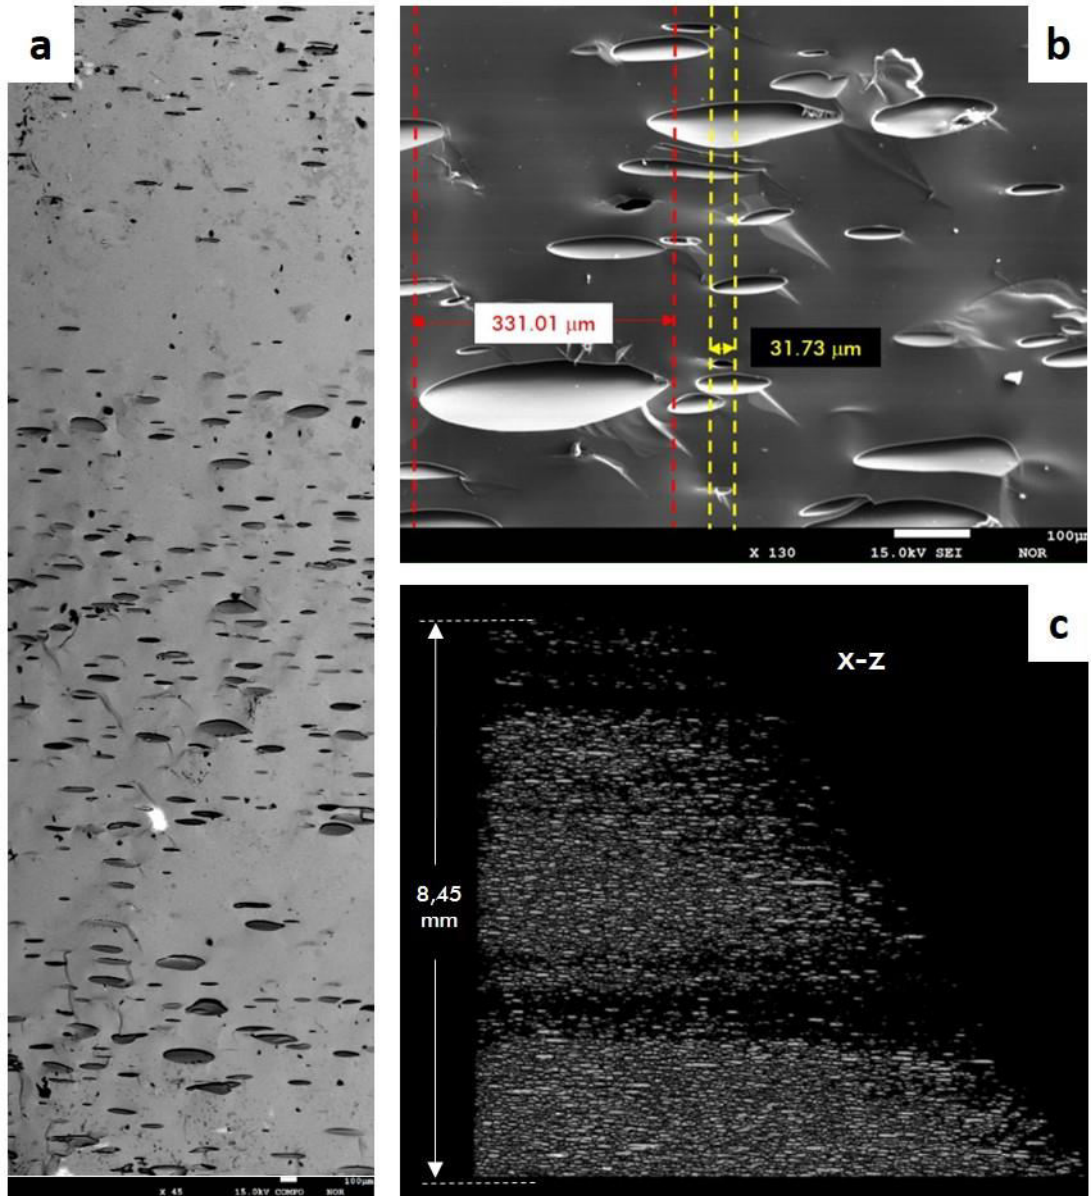 a
X 45 15.0kV COMPO NOR 100µm
b
331.01 µm
31.73 µm
100µm
X 130 15.0kV SEI NOR
c
x-z
8,45
mm